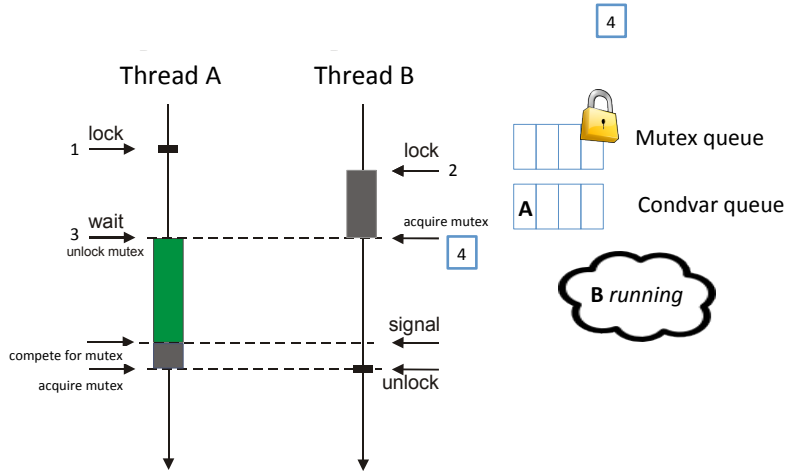 4
Thread A
Thread B
1 lock
lock 2
Mutex queue
A
Condvar queue
3 wait
unlock mutex
acquire mutex
4
B running
signal
compete for mutex
acquire mutex
unlock